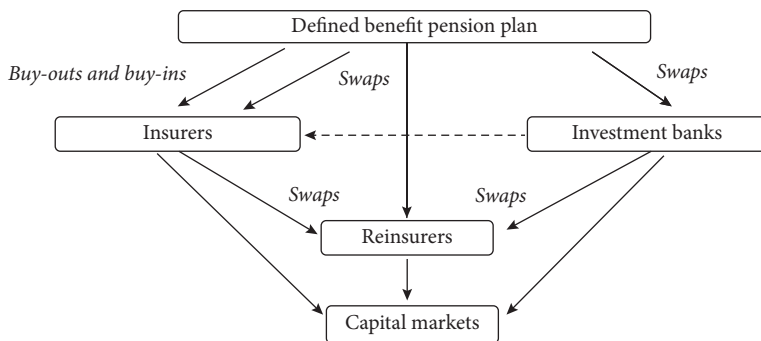 Defined benefit pension plan
Buy-outs and buy-ins
Swaps
Swaps
Insurers
Investment banks
Swaps
Swaps
Reinsurers
Capital markets